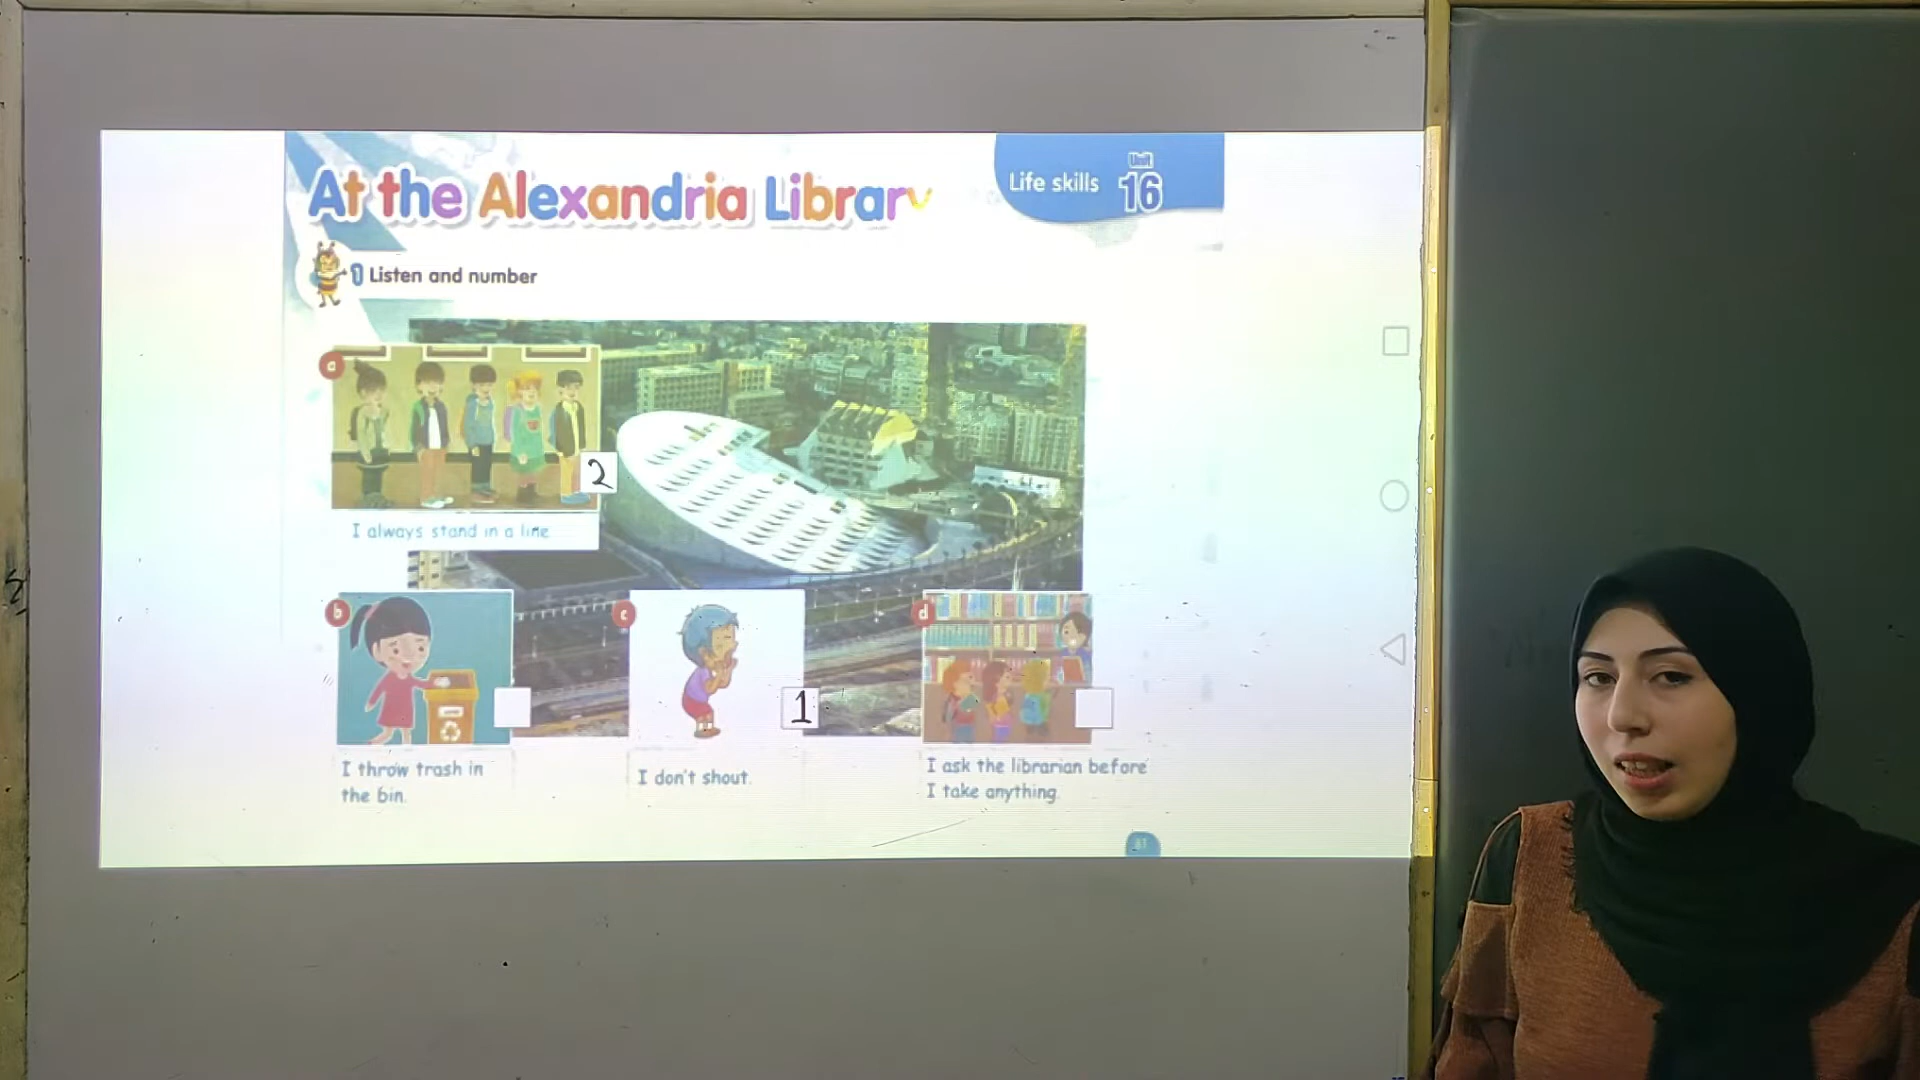 At the Alexandria Library
Life skills
Unit
16
1 Listen and number
a
2
I always stand in a line
b
c
d
1
I throw trash in
the bin.
I don't shout.
I ask the librarian before
I take anything.
81